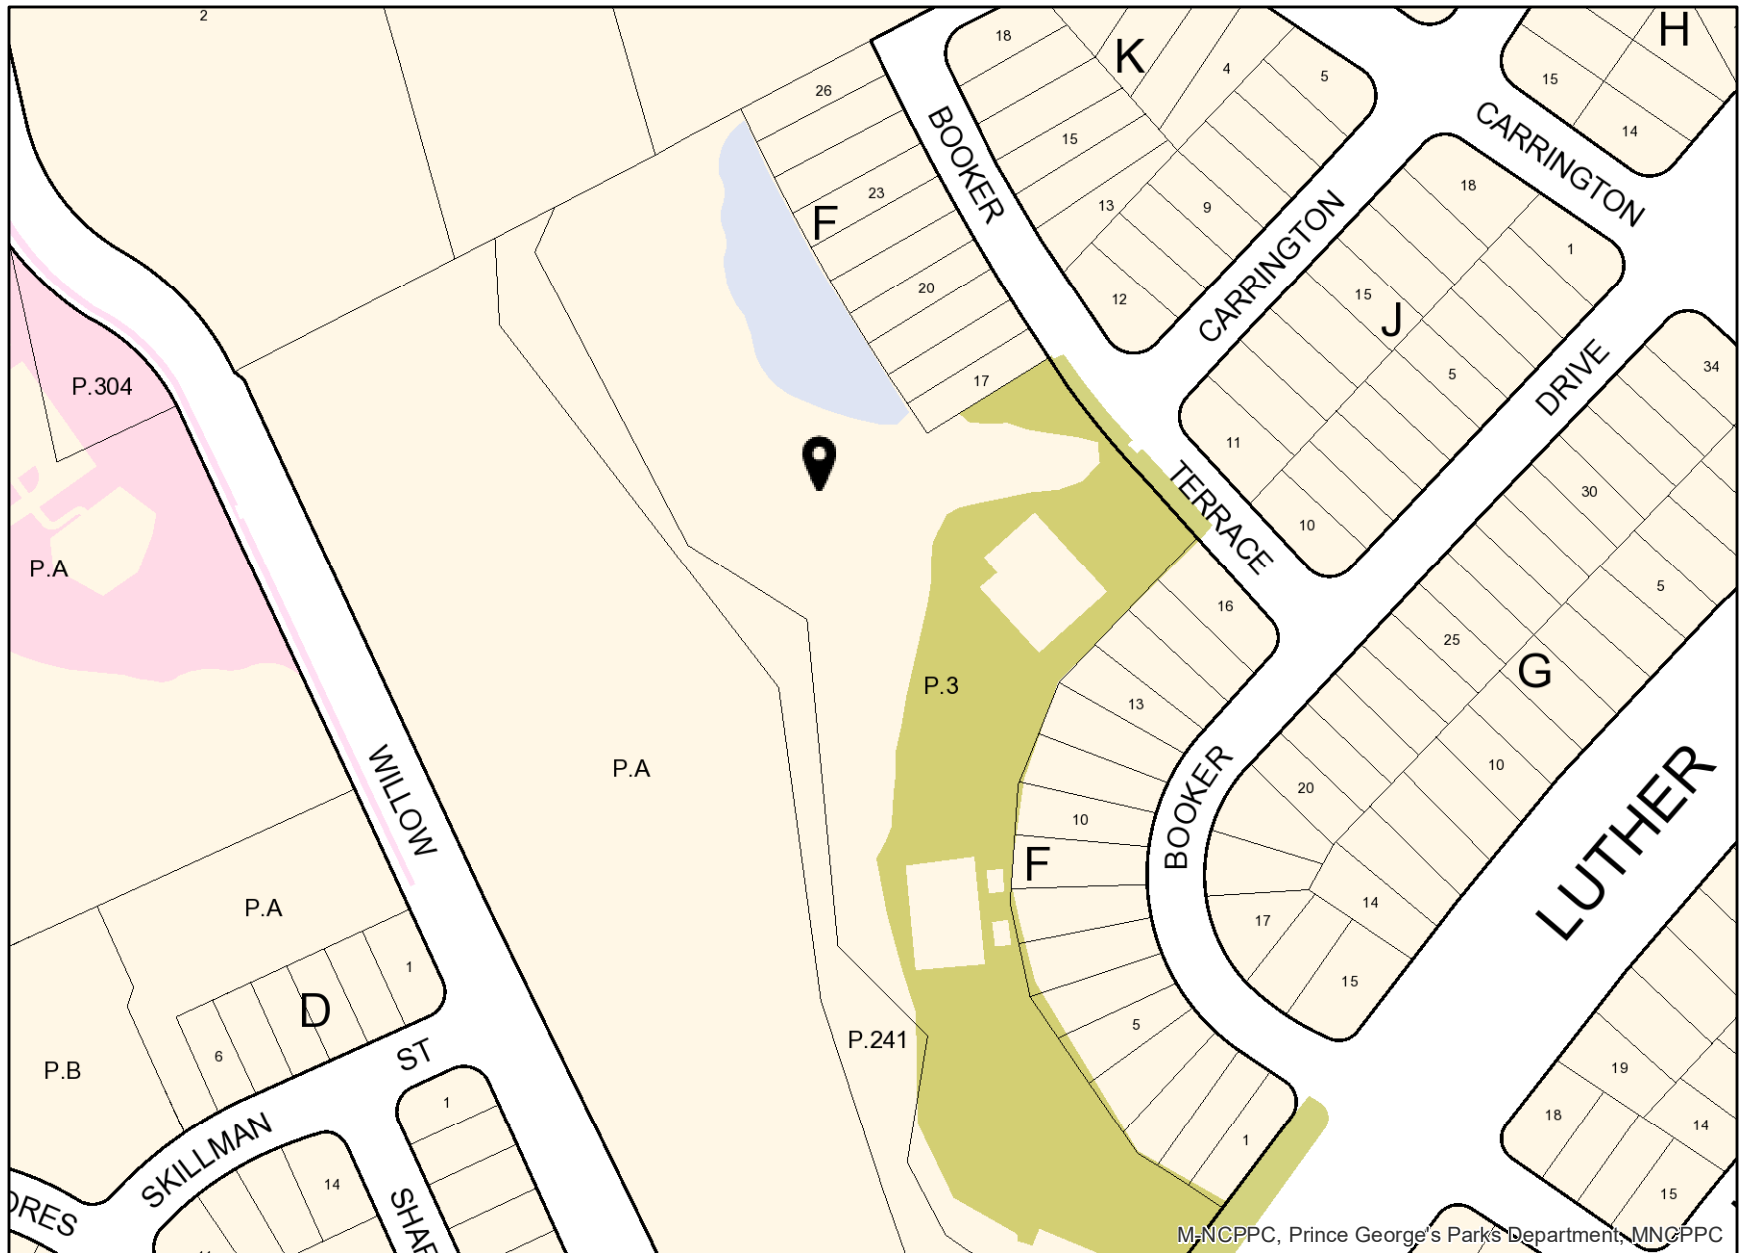 2
26
18
K
4
5
H
15
14
BOOKER
CARRINGTON
15
23
F
13
9
18
1
CARRINGTON
20
12
15
J
P.304
17
5
DRIVE
34
11
TERRACE
30
10
P.A
16
5
25
G
P.3
13
P.A
WILLOW
10
20
10
BOOKER
LUTHER
F
P.A
17
14
1
D
15
6
ST
P.241
5
P.B
19
1
18
14
SKILLMAN
1
14
15
ORES
SHAR
M-NCPPC, Prince George's Parks Department, MNCPPC